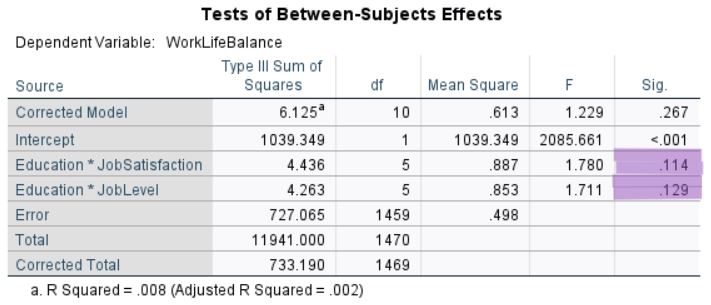 Tests of Between-Subjects Effects
Dependent Variable: WorkLifeBalance
Source Type III Sum of Squares df Mean Square F Sig.
Corrected Model 6.125a 10 .613 1.229 .267
Intercept 1039.349 1 1039.349 2085.661 <.001
Education * JobSatisfaction 4.436 5 .887 1.780 .114
Education * JobLevel 4.263 5 .853 1.711 .129
Error 727.065 1459 .498
Total 11941.000 1470
Corrected Total 733.190 1469
a. R Squared = .008 (Adjusted R Squared = .002)